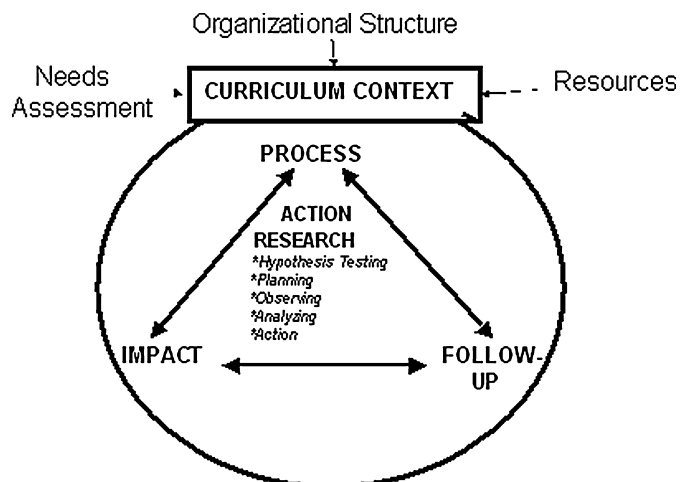 Organizational Structure
Needs
Assessment
CURRICULUM CONTEXT
Resources
PROCESS
ACTION
RESEARCH
*Hypothesis Testing
*Planning
*Observing
*Analyzing
*Action
IMPACT
FOLLOW-
UP